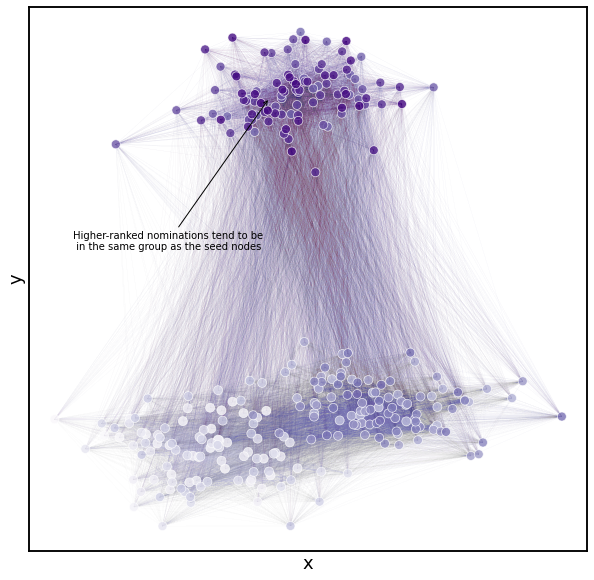 Higher-ranked nominations tend to be
in the same group as the seed nodes
y
x